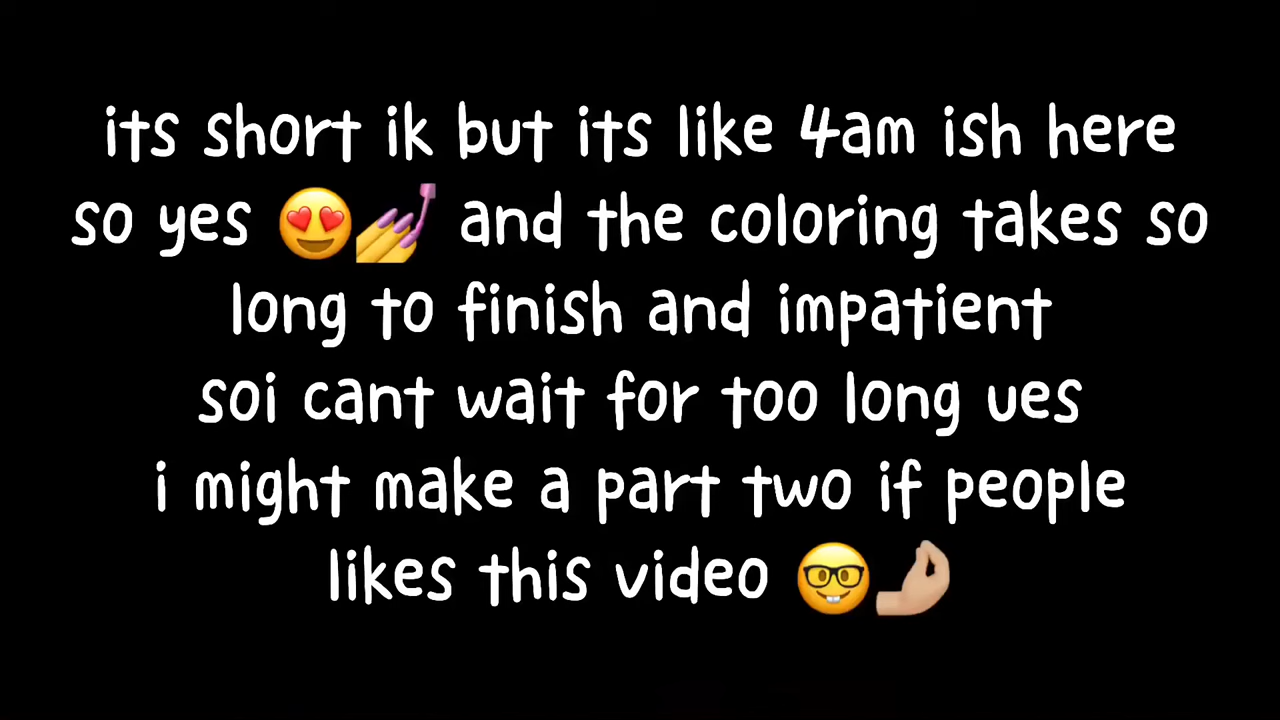 its short ik but its like 4am ish here
so yes 😍💅 and the coloring takes so
long to finish and impatient
soi cant wait for too long ues
i might make a part two if people
likes this video 🤓🤌🏼